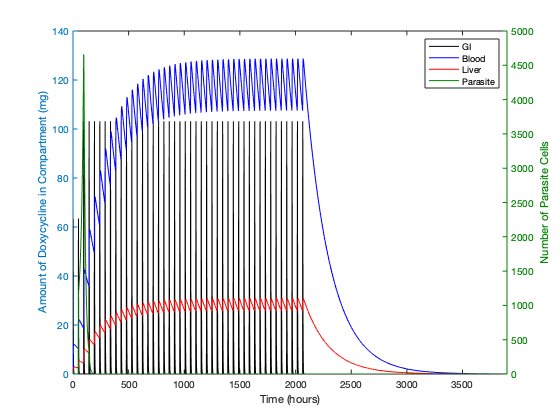 GI
Blood
Liver
Parasite
Amount of Doxycycline in Compartment (mg)
140
120
100
80
60
40
20
0
5000
4500
4000
3500
3000
2500
2000
1500
1000
500
0
Number of Parasite Cells
0 500 1000 1500 2000 2500 3000 3500
Time (hours)